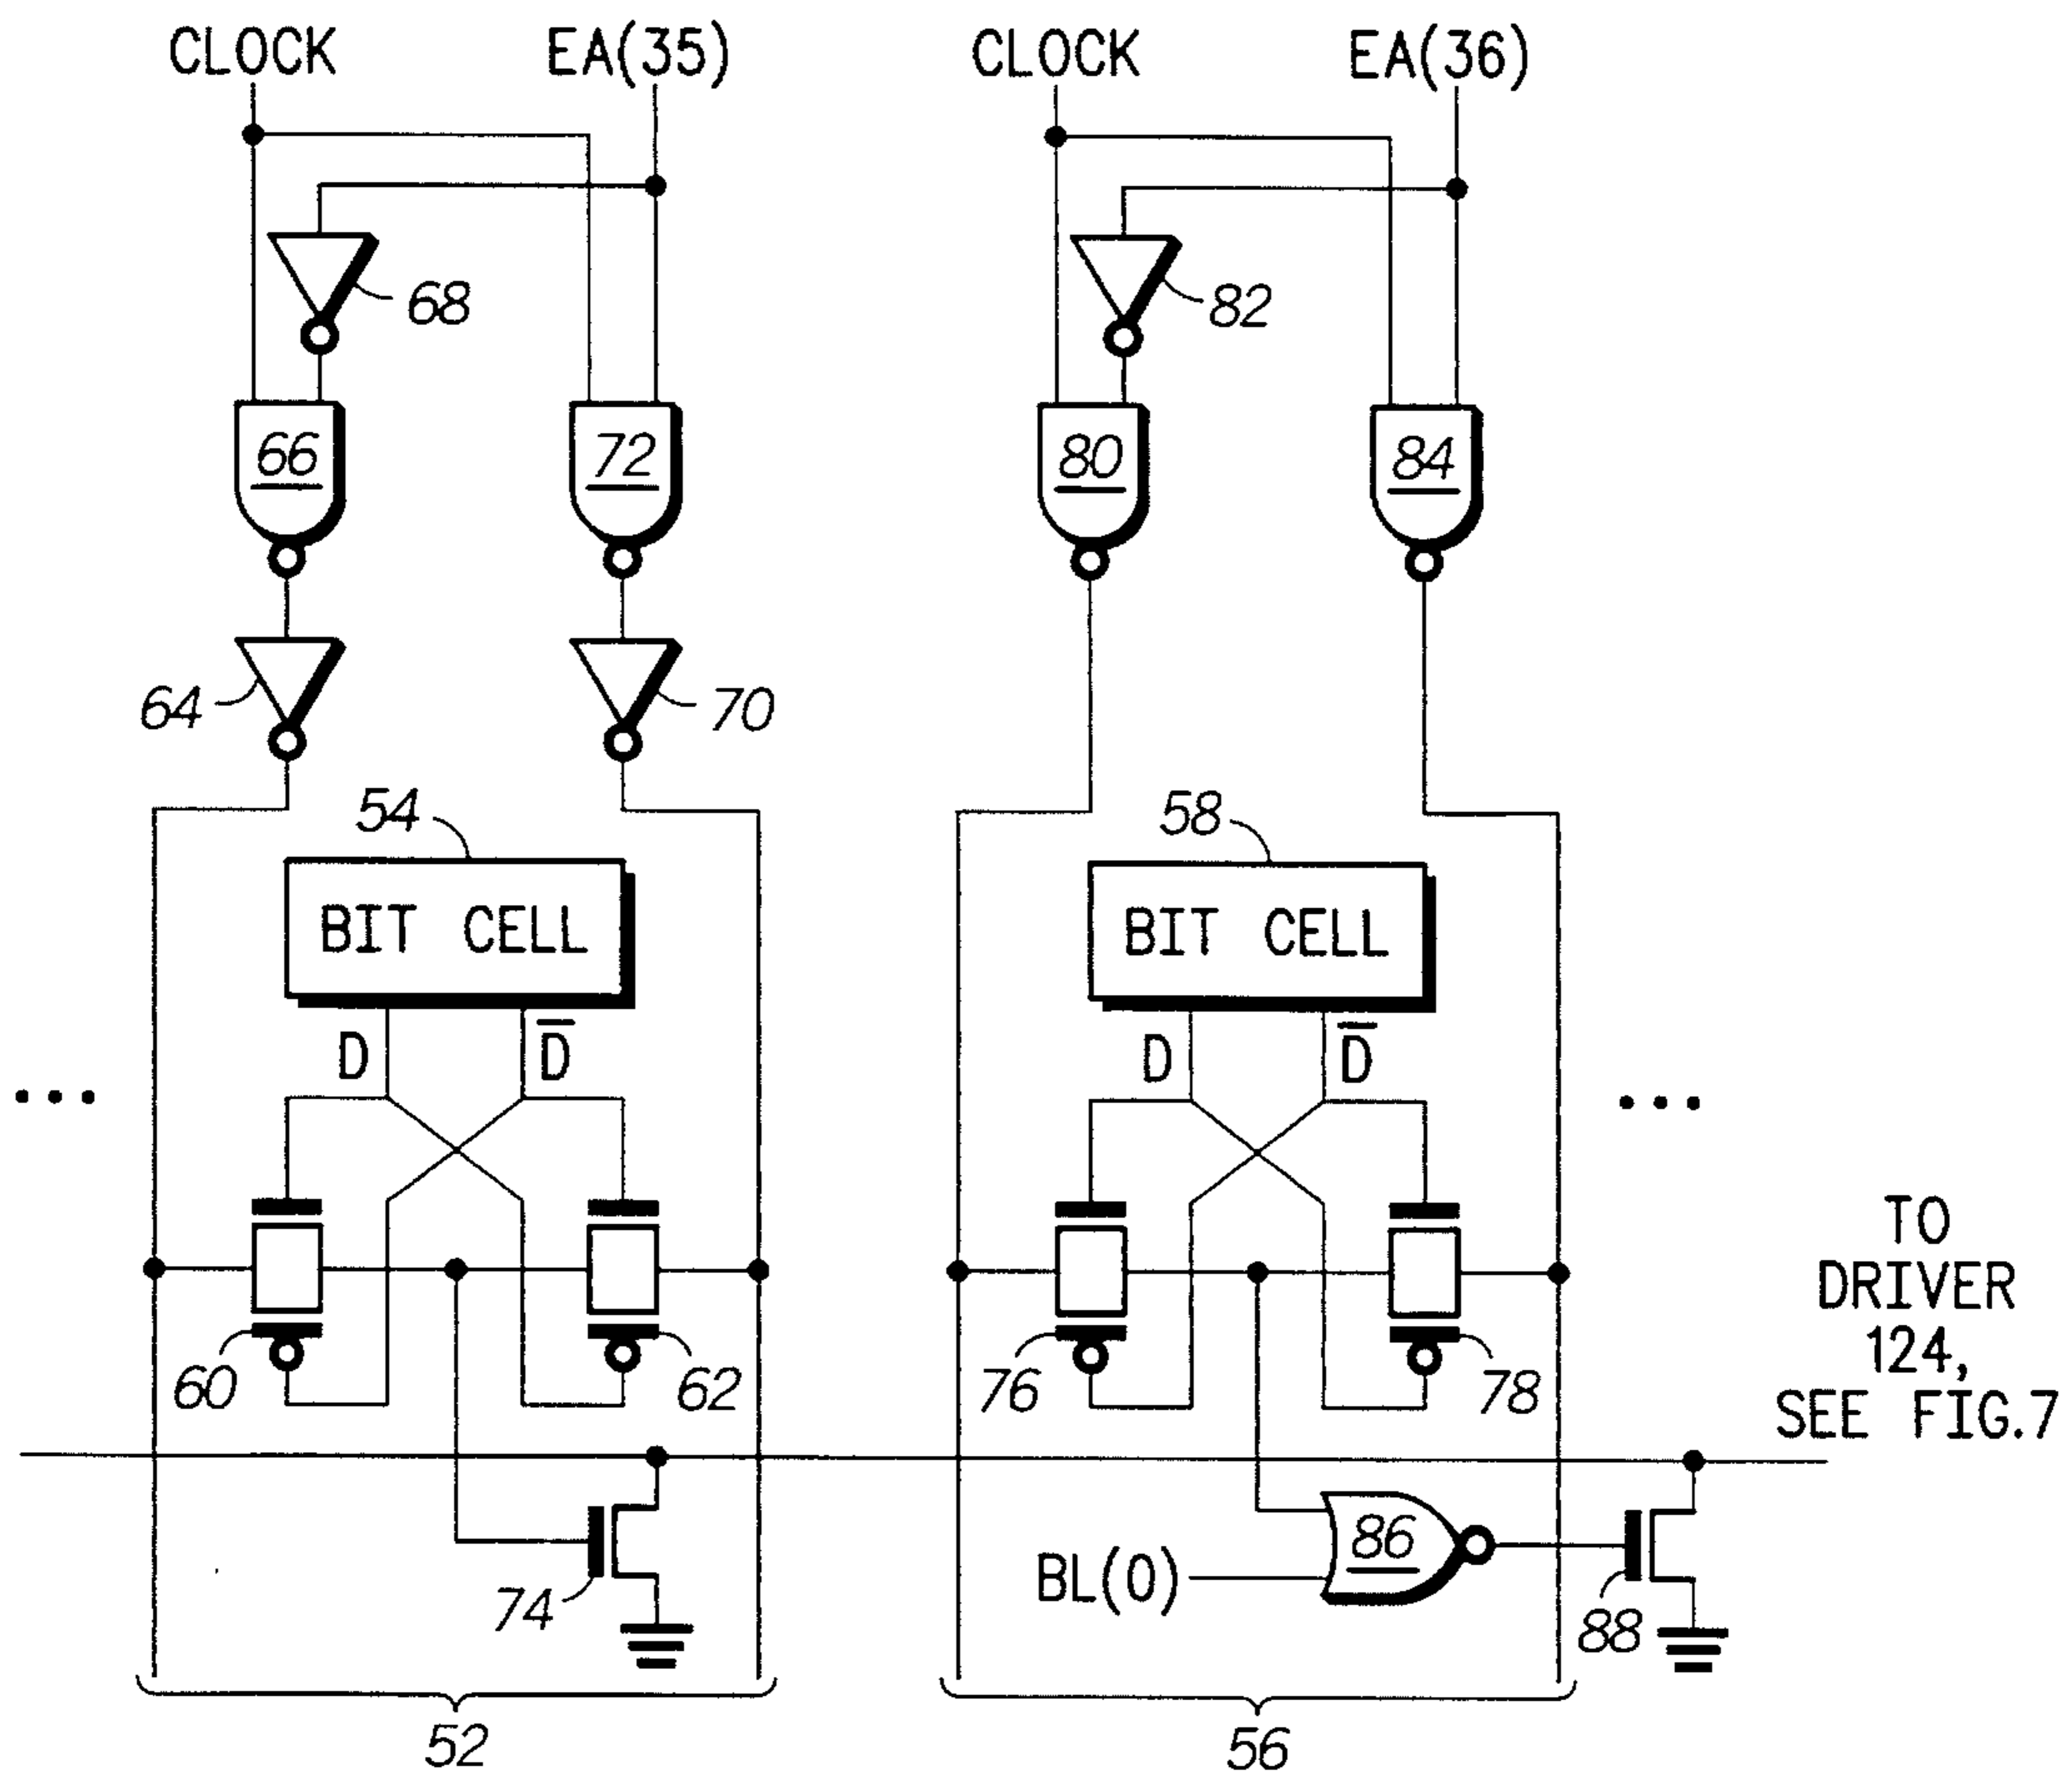 CLOCK EA(35) CLOCK EA(36)
68 82
66 72 80 84
64 70
54 58
BIT CELL BIT CELL
D D̅ D D̅
... ...
60 62 76 78
TO
DRIVER
124,
SEE FIG.7
74 BL(0) 86 88
52 56